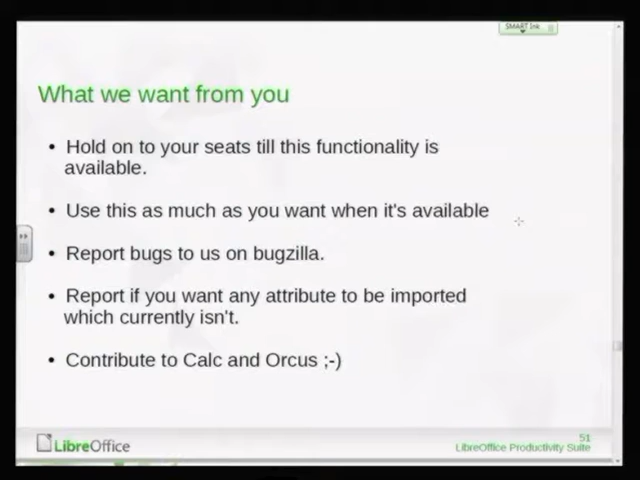 SMART Ink
What we want from you
• Hold on to your seats till this functionality is
available.
• Use this as much as you want when it's available
• Report bugs to us on bugzilla.
• Report if you want any attribute to be imported
which currently isn't.
• Contribute to Calc and Orcus ;-)
51
LibreOffice
LibreOffice Productivity Suite